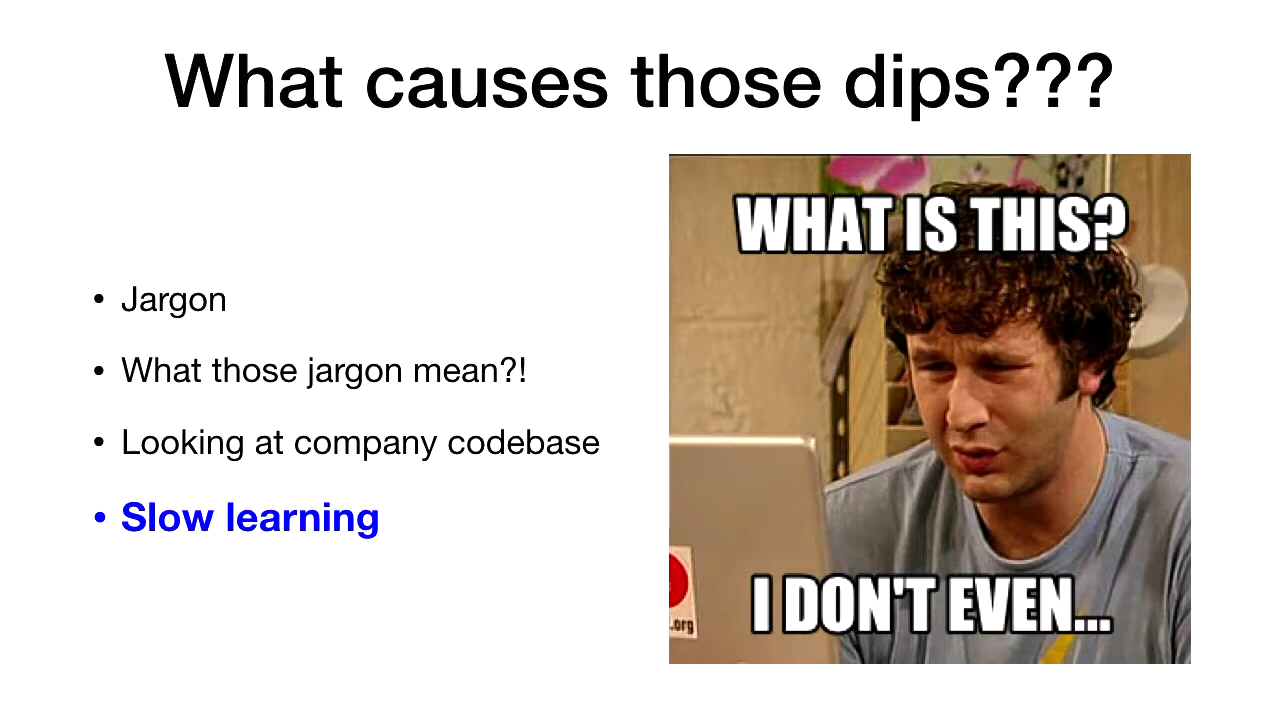 What causes those dips???
• Jargon
• What those jargon mean?!
• Looking at company codebase
• Slow learning
WHAT IS THIS?
I DON'T EVEN...
.org